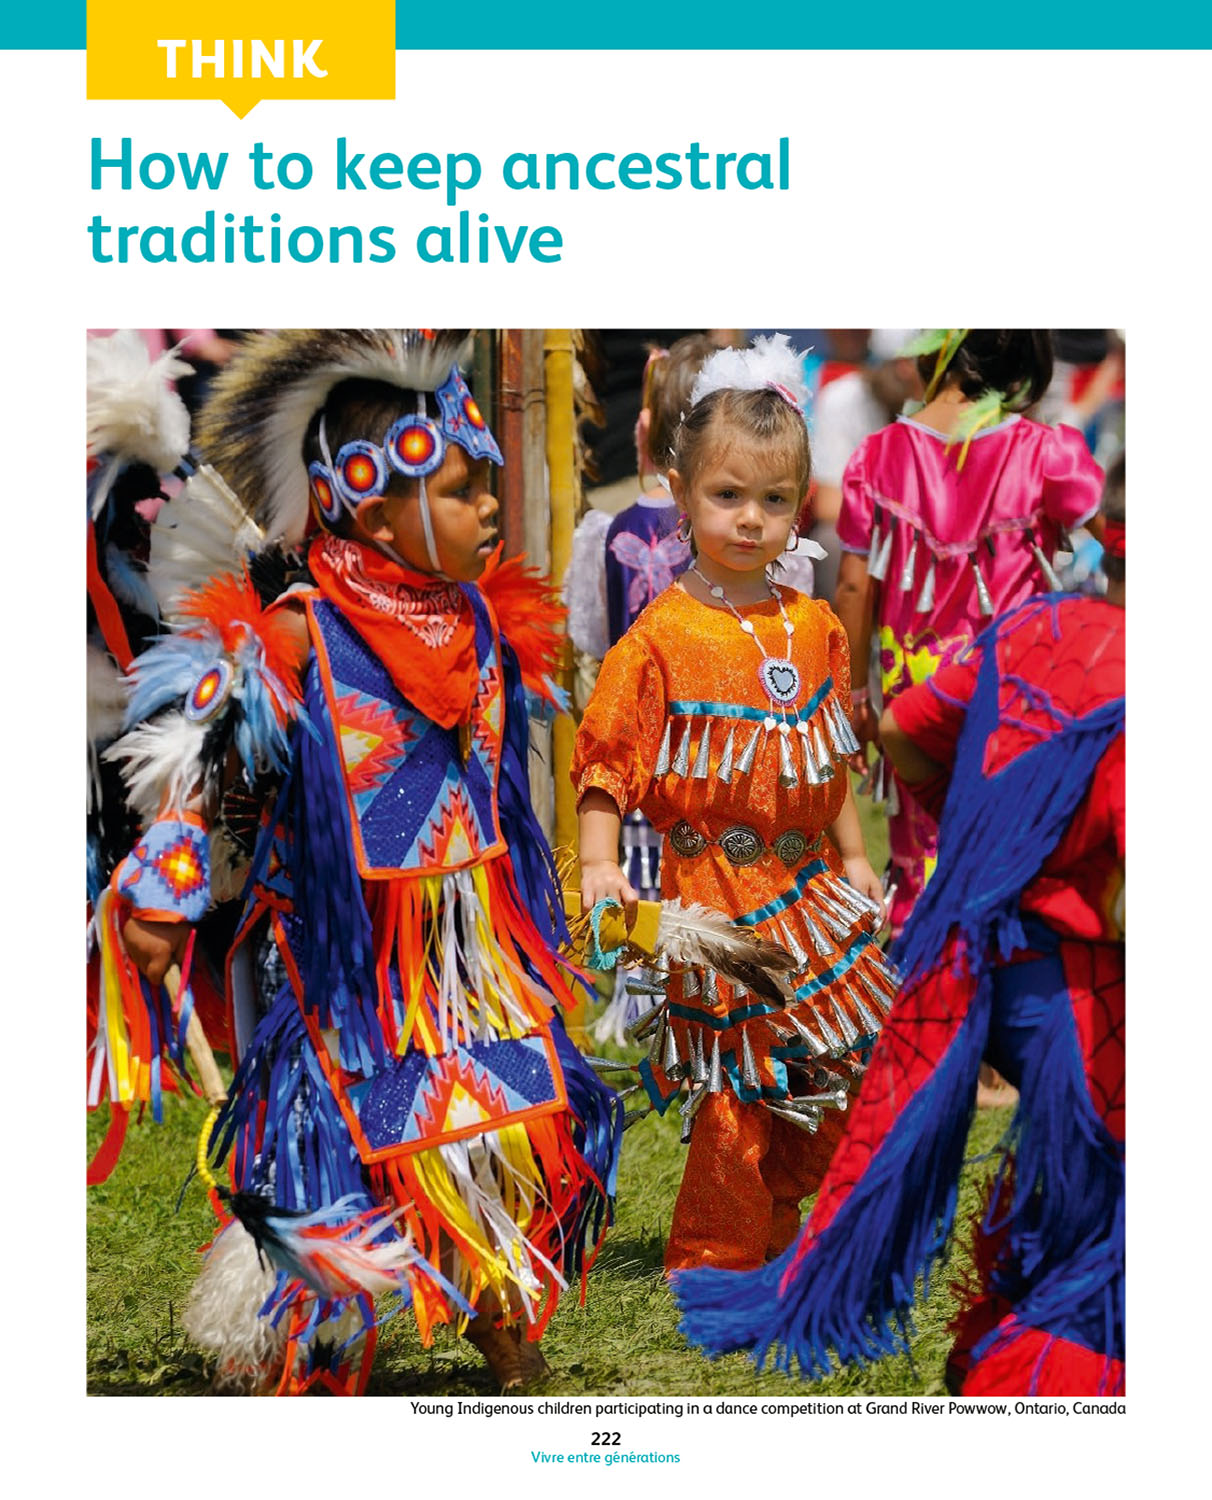 THINK
How to keep ancestral
traditions alive
Young Indigenous children participating in a dance competition at Grand River Powwow, Ontario, Canada
222
Vivre entre générations